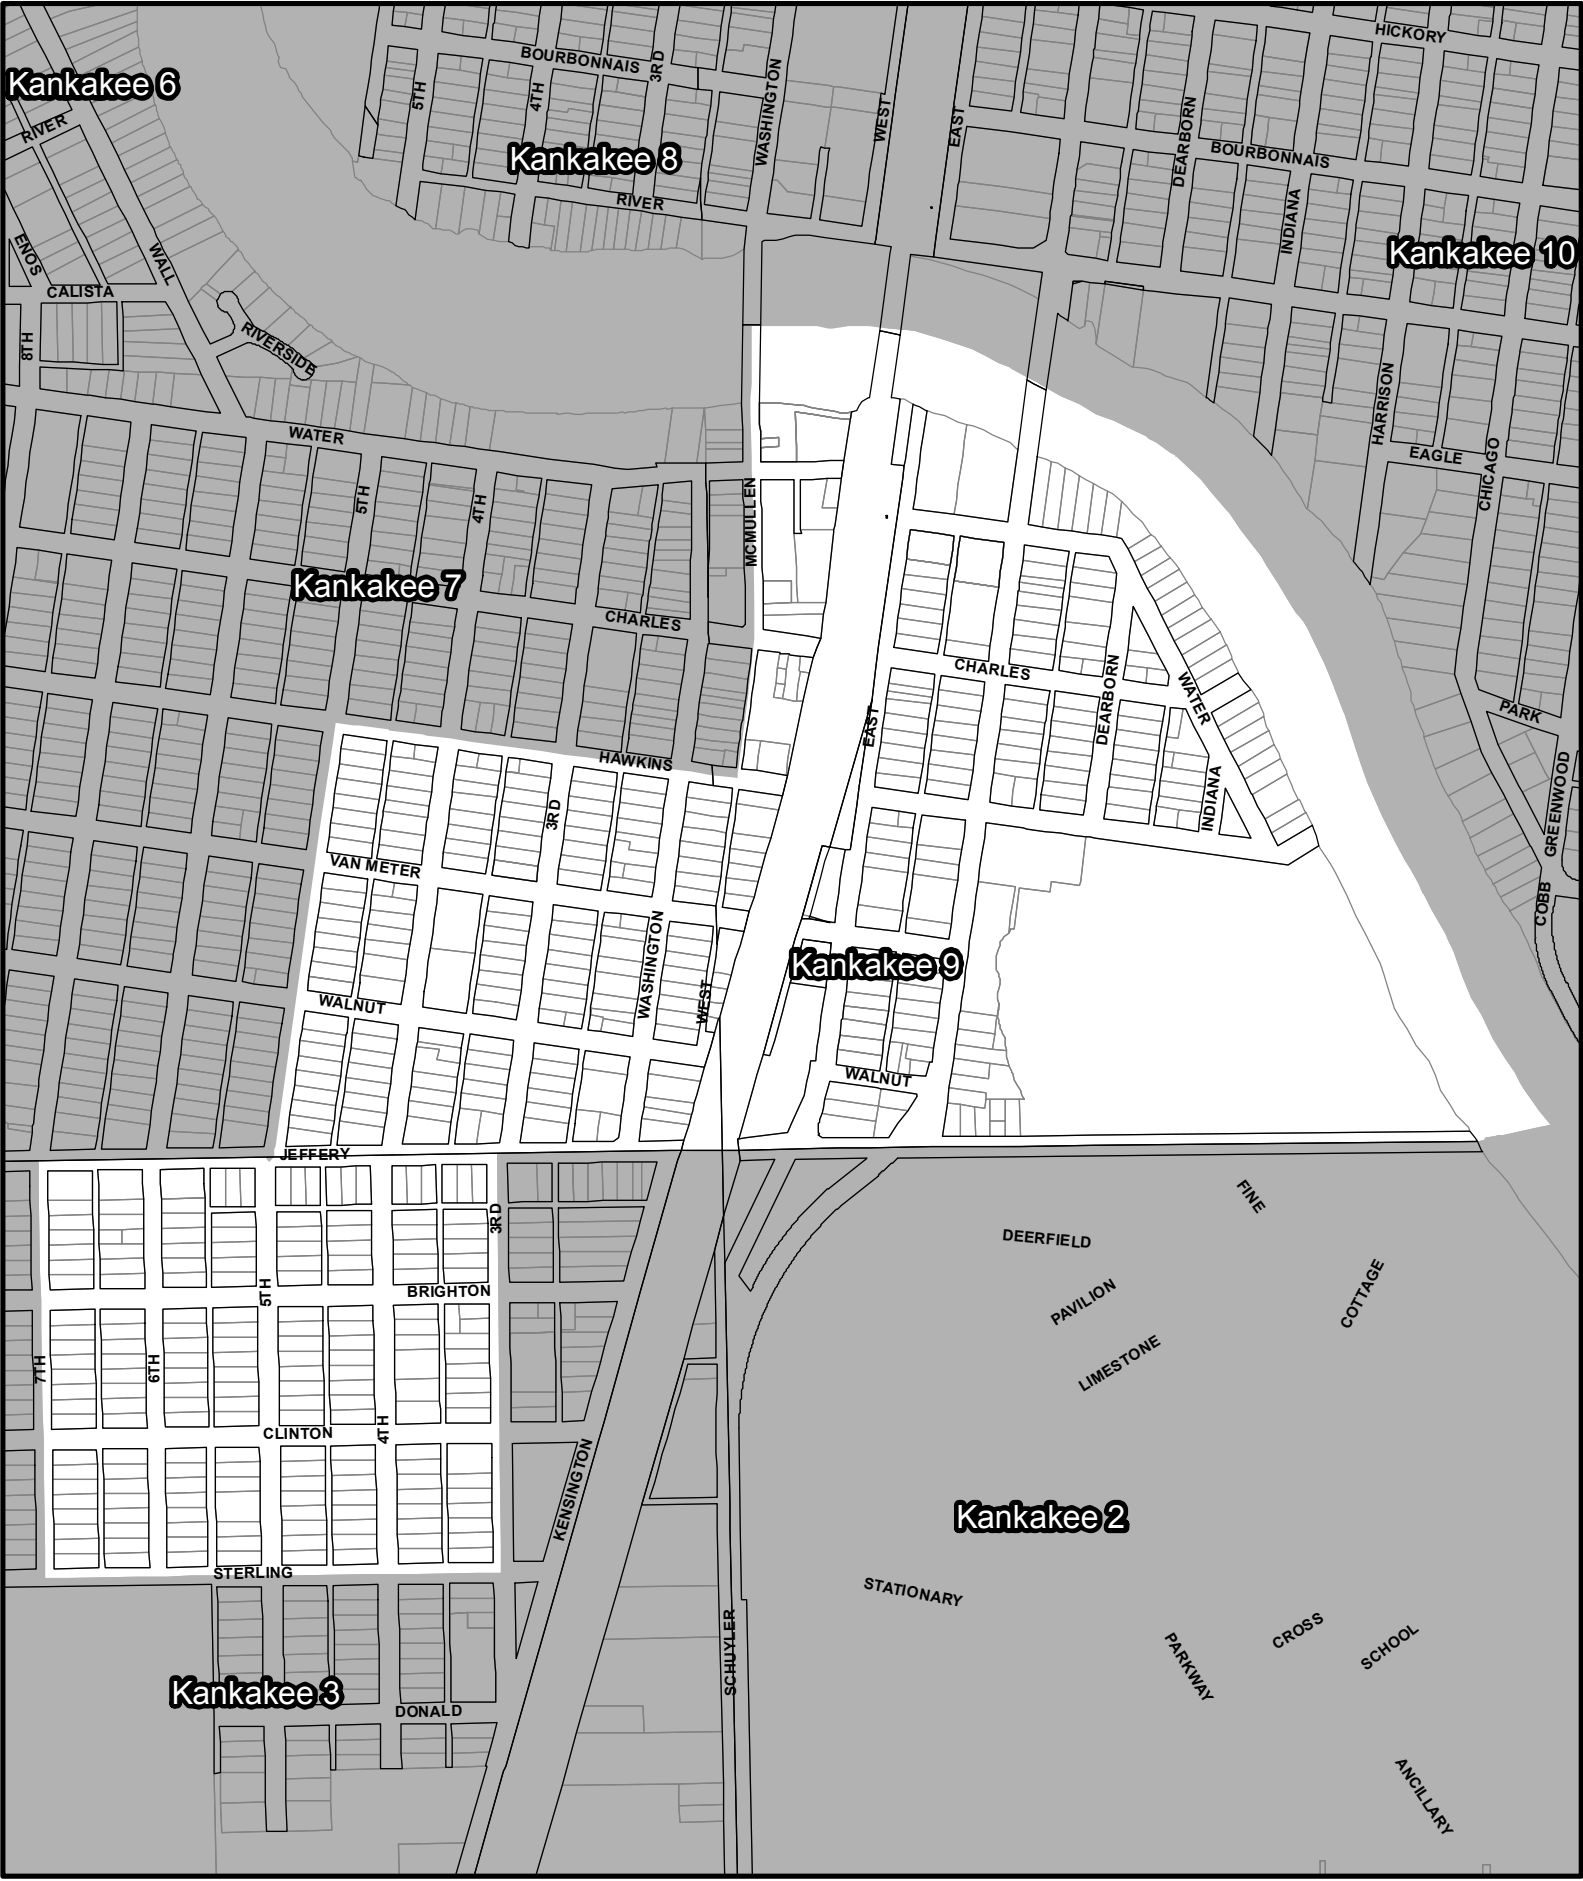 HICKORY
BOURBONNAIS
3RD
Kankakee 6
5TH
4TH
WASHINGTON
WEST
EAST
DEARBORN
RIVER
Kankakee 8
BOURBONNAIS
RIVER
INDIANA
Kankakee 10
ENOS
WALL
CALISTA
8TH
RIVERSIDE
HARRISON
WATER
EAGLE
CHICAGO
5TH
4TH
MCMULLEN
Kankakee 7
CHARLES
CHARLES
DEARBORN
WATER
EAST
PARK
HAWKINS
3RD
INDIANA
GREENWOOD
VAN METER
COBB
WASHINGTON
Kankakee 9
WEST
WALNUT
WALNUT
JEFFERY
FINE
3RD
DEERFIELD
COTTAGE
5TH
BRIGHTON
PAVILION
7TH
6TH
LIMESTONE
4TH
CLINTON
KENSINGTON
Kankakee 2
STERLING
STATIONARY
SCHUYLER
CROSS
SCHOOL
PARKWAY
Kankakee 3
DONALD
ANCILLARY